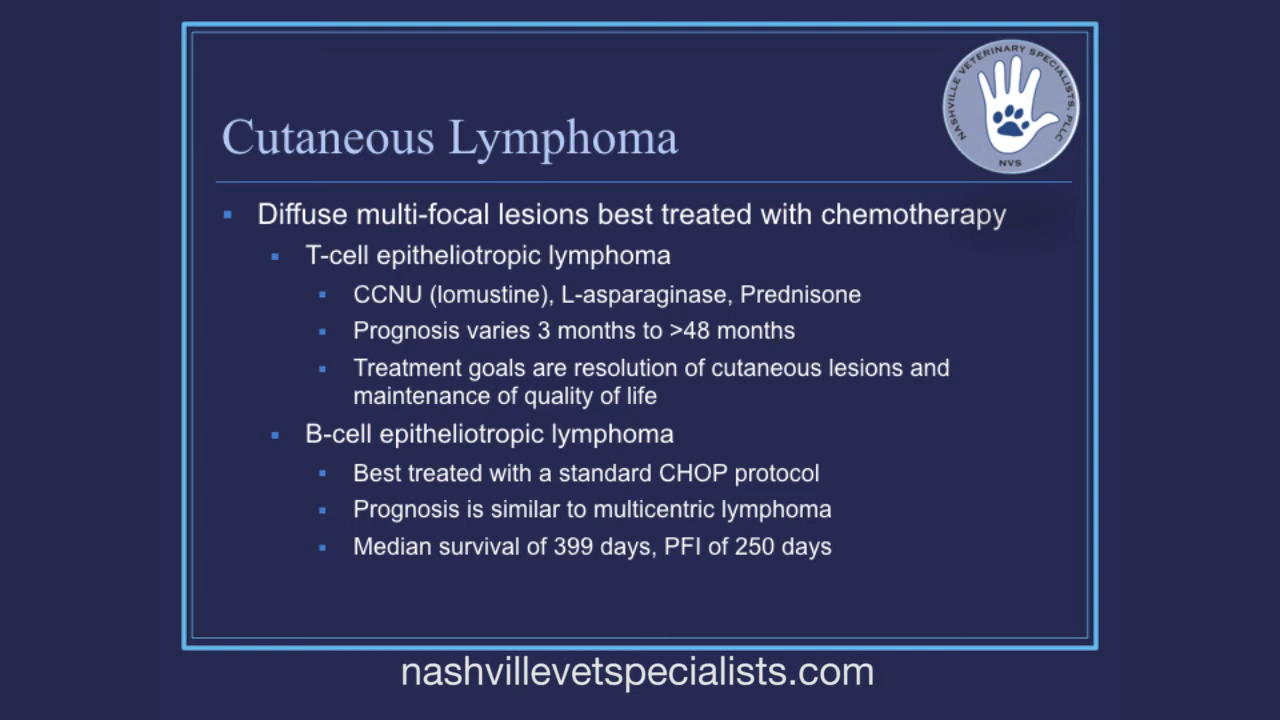 NASHVILLE VETERINARY SPECIALISTS, PLLC
NVS
Cutaneous Lymphoma
Diffuse multi-focal lesions best treated with chemotherapy
T-cell epitheliotropic lymphoma
CCNU (lomustine), L-asparaginase, Prednisone
Prognosis varies 3 months to >48 months
Treatment goals are resolution of cutaneous lesions and
maintenance of quality of life
B-cell epitheliotropic lymphoma
Best treated with a standard CHOP protocol
Prognosis is similar to multicentric lymphoma
Median survival of 399 days, PFI of 250 days
nashvillevetspecialists.com